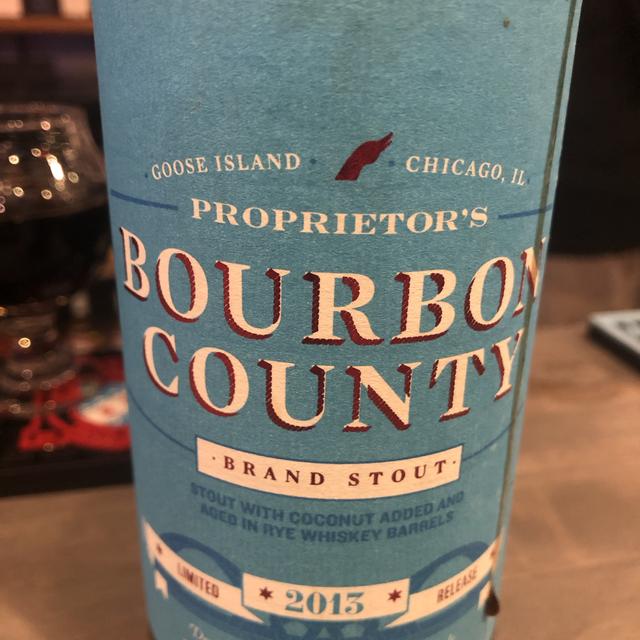 GOOSE ISLAND CHICAGO, IL
PROPRIETOR'S
BOURBON
COUNTY
·BRAND STOUT·
STOUT WITH COCONUT ADDED AND
AGED IN RYE WHISKEY BARRELS
LIMITED 2013 RELEASE